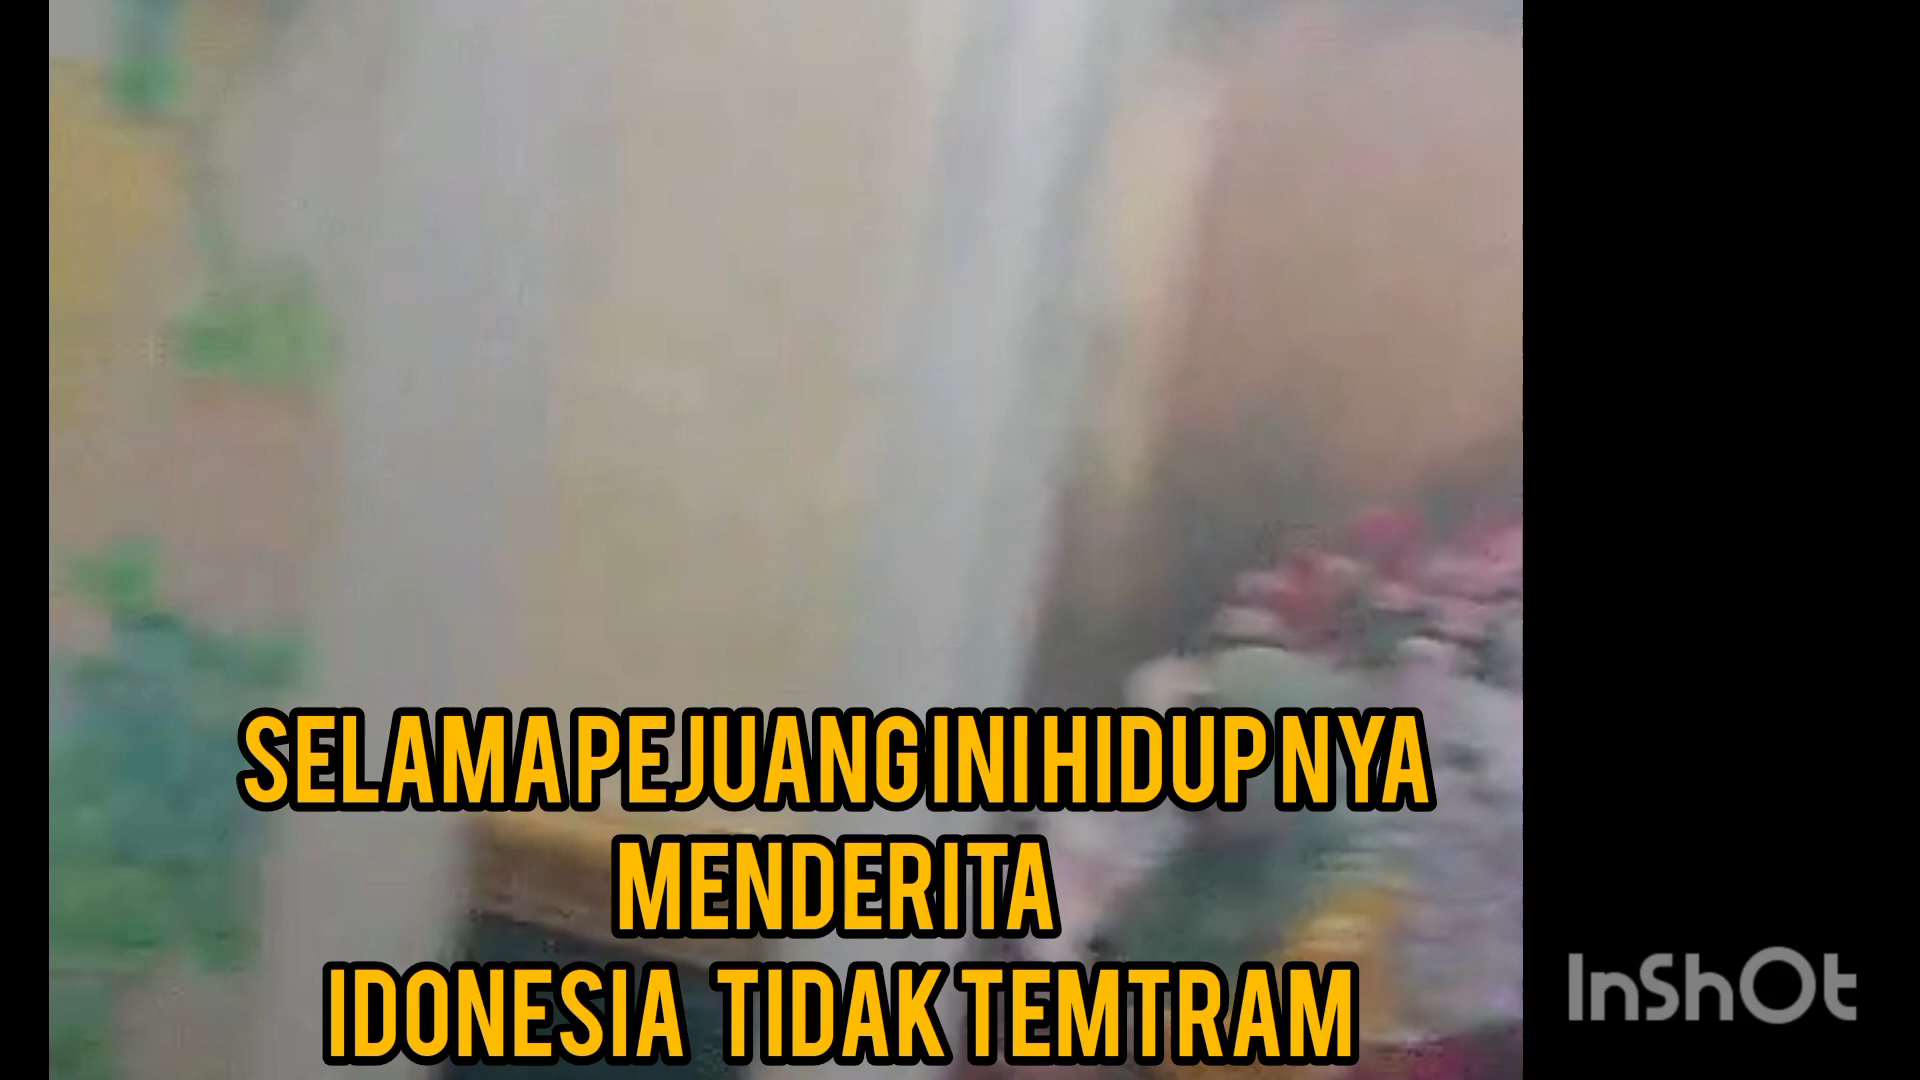 SELAMA PEJUANG INI HIDUP NYA
MENDERITA
IDONESIA TIDAK TEMTRAM
InShOt